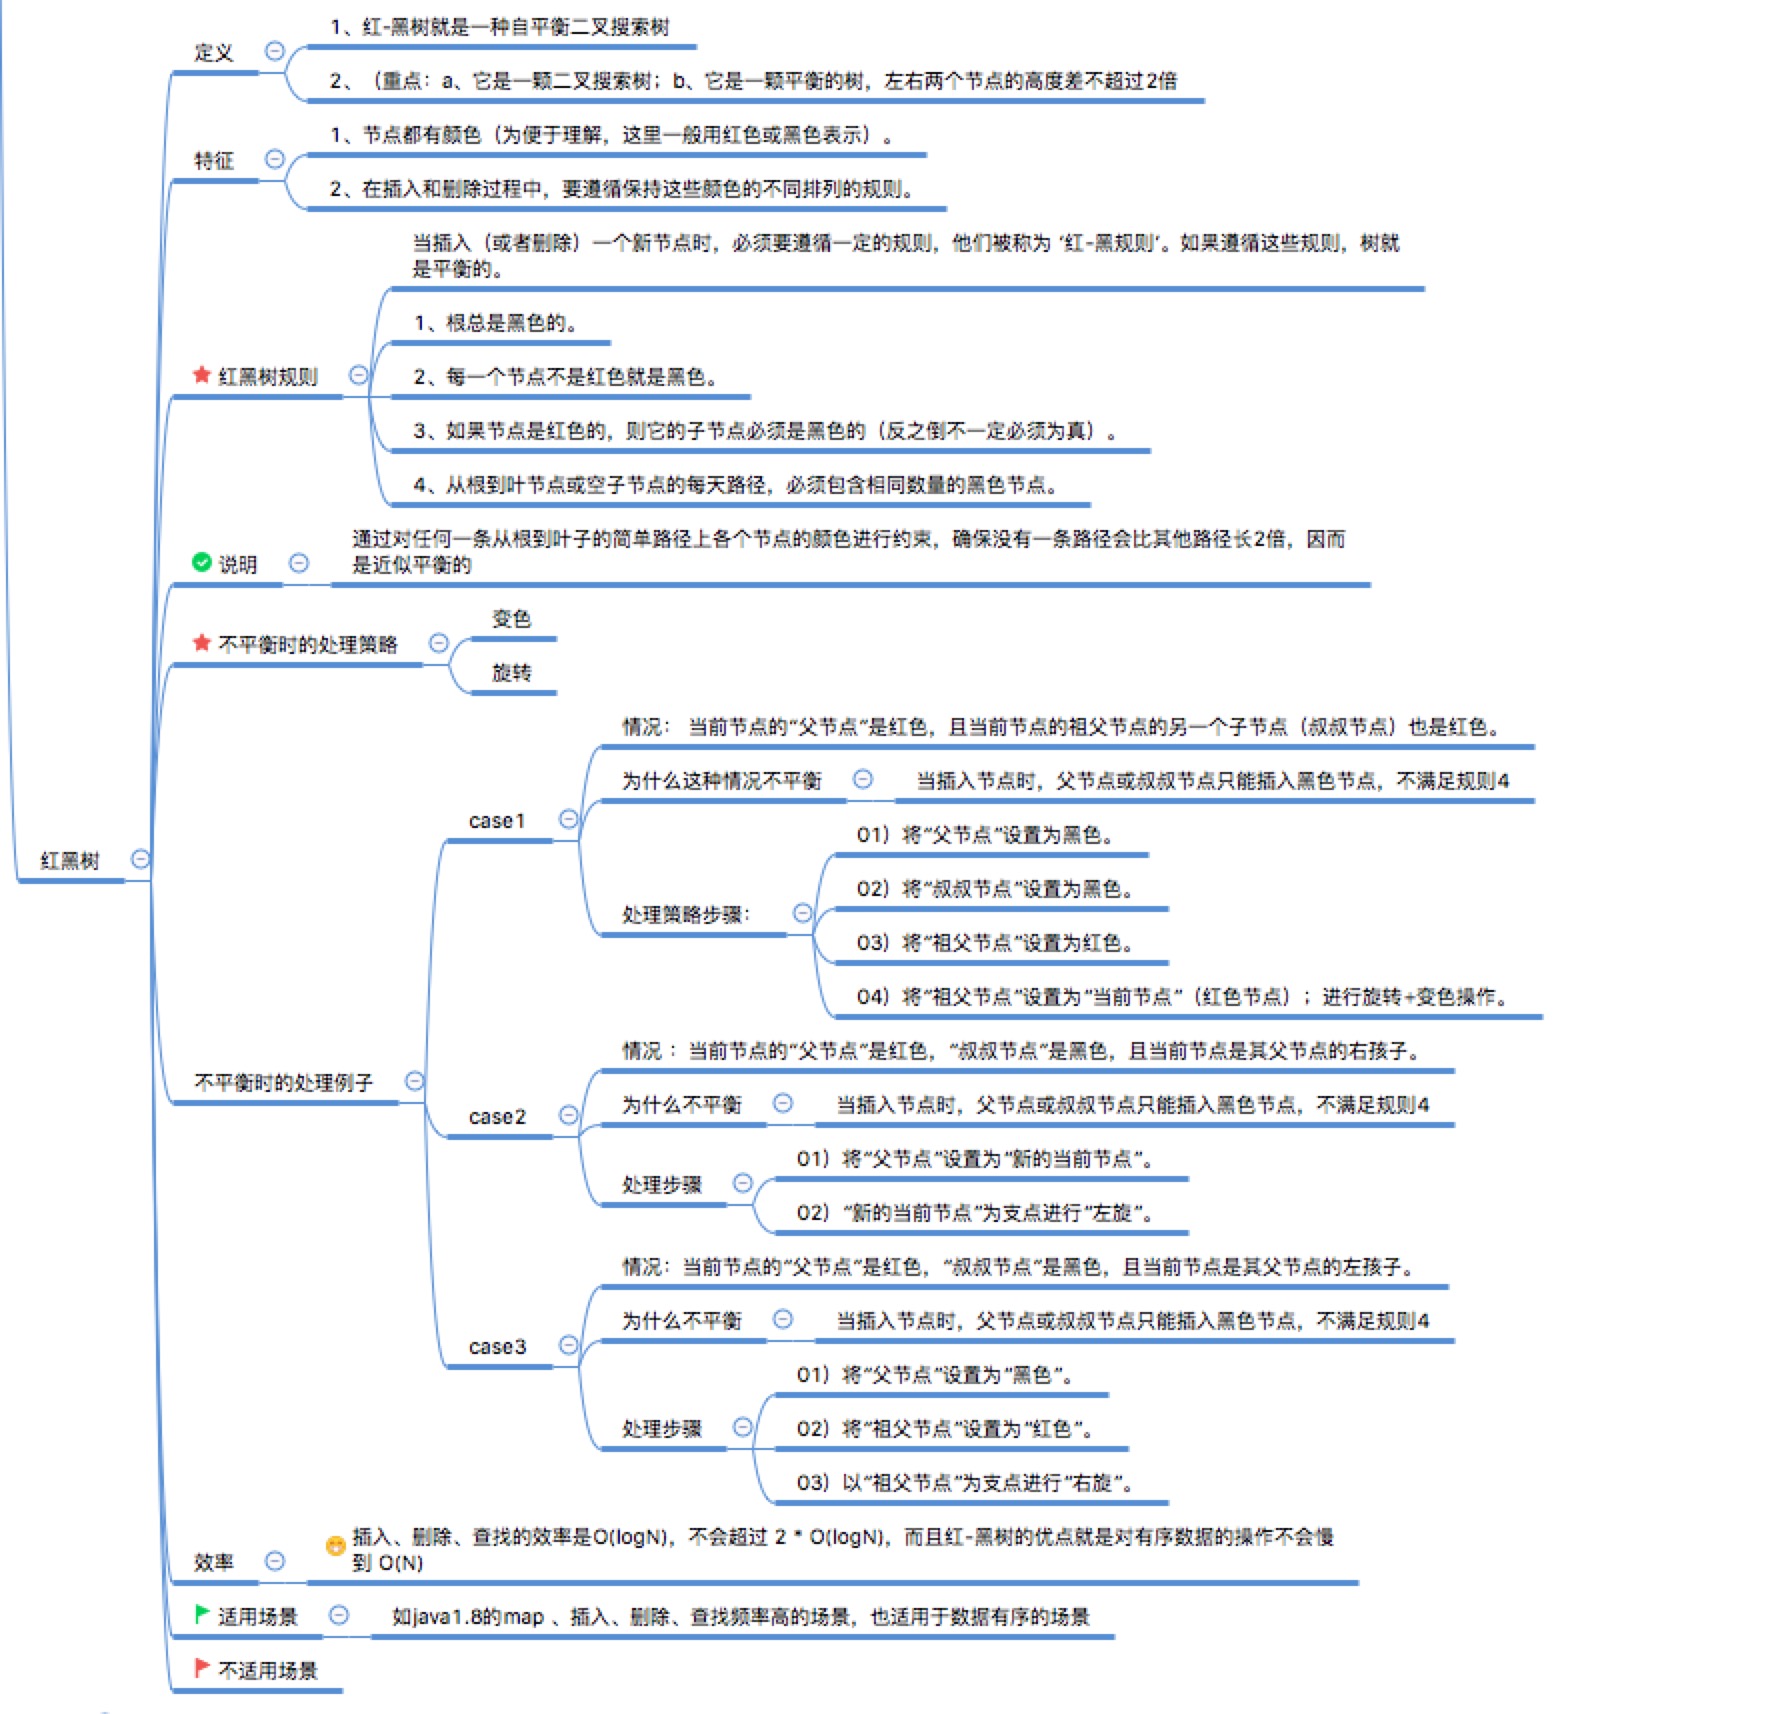 红黑树
定义
1、红-黑树就是一种自平衡二叉搜索树
2、（重点：a、它是一颗二叉搜索树；b、它是一颗平衡的树，左右两个节点的高度差不超过2倍
特征
1、节点都有颜色（为便于理解，这里一般用红色或黑色表示）。
2、在插入和删除过程中，要遵循保持这些颜色的不同排列的规则。
红黑树规则
当插入（或者删除）一个新节点时，必须要遵循一定的规则，他们被称为 ‘红-黑规则’。如果遵循这些规则，树就
是平衡的。
1、根总是黑色的。
2、每一个节点不是红色就是黑色。
3、如果节点是红色的，则它的子节点必须是黑色的（反之倒不一定必须为真）。
4、从根到叶节点或空子节点的每天路径，必须包含相同数量的黑色节点。
说明
通过对任何一条从根到叶子的简单路径上各个节点的颜色进行约束，确保没有一条路径会比其他路径长2倍，因而
是近似平衡的
不平衡时的处理策略
变色
旋转
不平衡时的处理例子
case1
情况： 当前节点的“父节点”是红色，且当前节点的祖父节点的另一个子节点（叔叔节点）也是红色。
为什么这种情况不平衡
当插入节点时，父节点或叔叔节点只能插入黑色节点，不满足规则4
处理策略步骤：
01）将“父节点”设置为黑色。
02）将“叔叔节点”设置为黑色。
03）将“祖父节点”设置为红色。
04）将“祖父节点”设置为“当前节点”（红色节点）；进行旋转+变色操作。
case2
情况 ：当前节点的“父节点”是红色，“叔叔节点”是黑色，且当前节点是其父节点的右孩子。
为什么不平衡
当插入节点时，父节点或叔叔节点只能插入黑色节点，不满足规则4
处理步骤
01）将“父节点”设置为“新的当前节点”。
02）“新的当前节点”为支点进行“左旋”。
case3
情况：当前节点的“父节点”是红色，“叔叔节点”是黑色，且当前节点是其父节点的左孩子。
为什么不平衡
当插入节点时，父节点或叔叔节点只能插入黑色节点，不满足规则4
处理步骤
01）将“父节点”设置为“黑色”。
02）将“祖父节点”设置为“红色”。
03）以“祖父节点”为支点进行“右旋”。
效率
插入、删除、查找的效率是O(logN)，不会超过 2 * O(logN)，而且红-黑树的优点就是对有序数据的操作不会慢
到 O(N)
适用场景
如java1.8的map 、插入、删除、查找频率高的场景，也适用于数据有序的场景
不适用场景